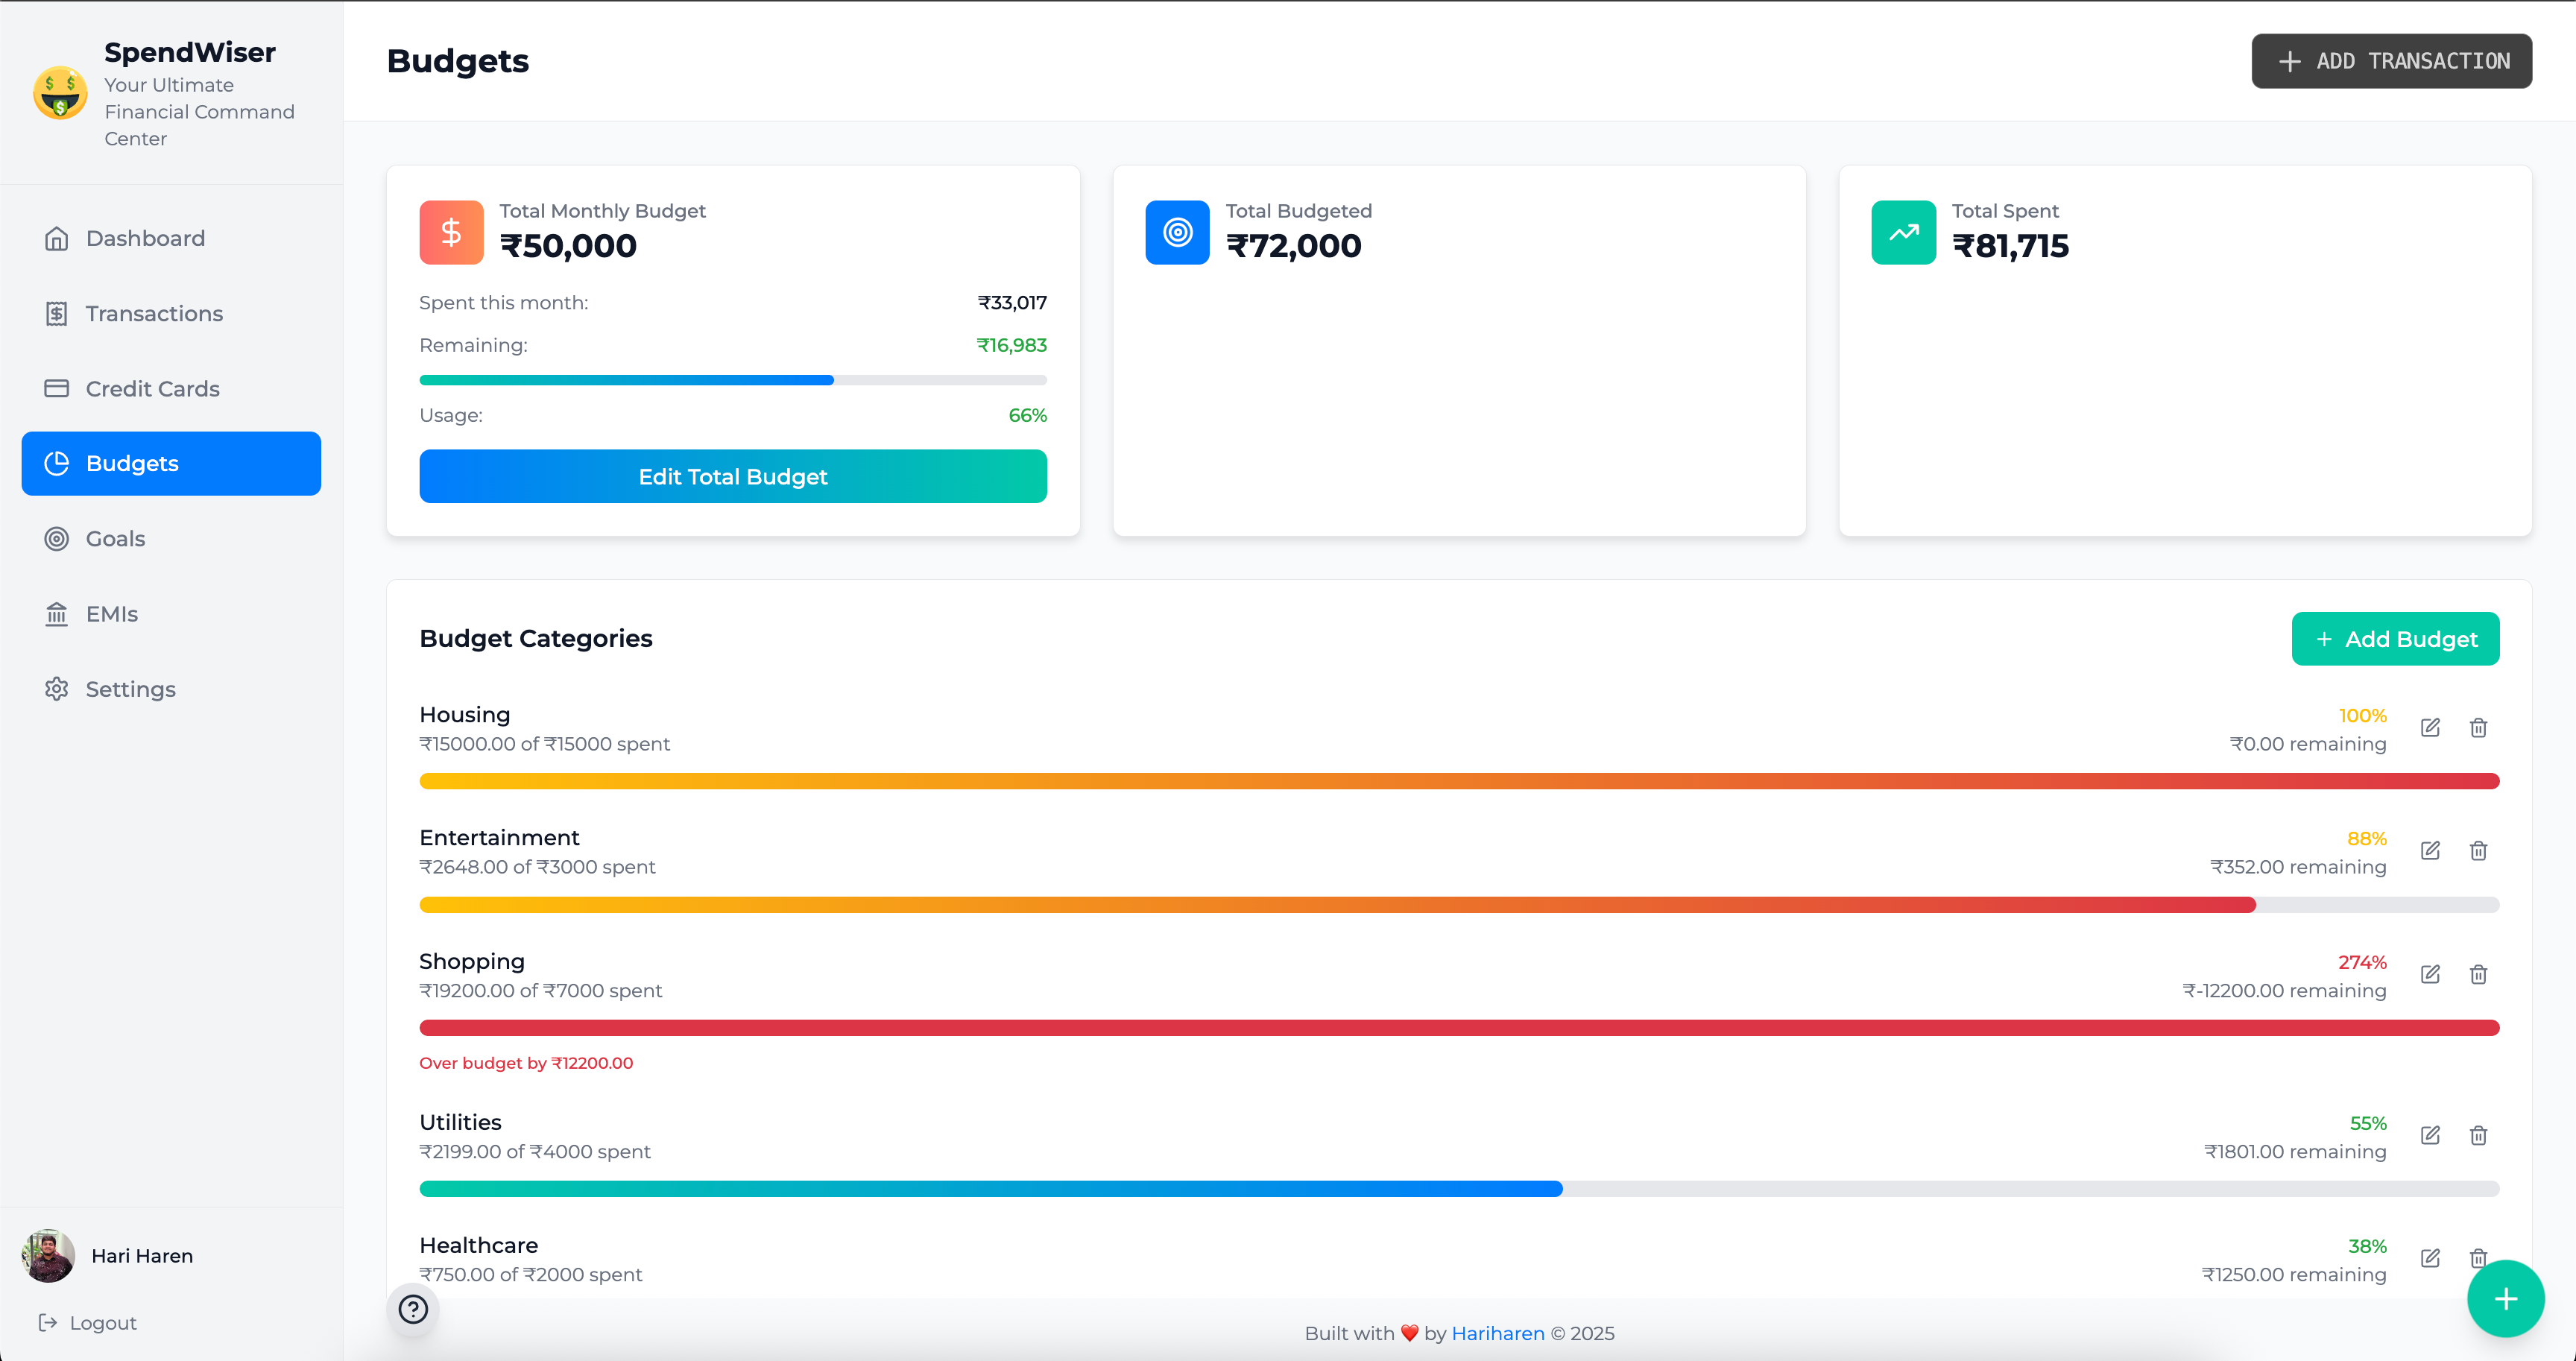 SpendWiser
Your Ultimate
Financial Command
Center
Dashboard
Transactions
Credit Cards
Budgets
Goals
EMIs
Settings
Hari Haren
Logout
Budgets
+ ADD TRANSACTION
Total Monthly Budget
₹50,000
Spent this month: ₹33,017
Remaining: ₹16,983
Usage: 66%
Edit Total Budget
Total Budgeted
₹72,000
Total Spent
₹81,715
Budget Categories
+ Add Budget
Housing 100%
₹15000.00 of ₹15000 spent ₹0.00 remaining
Entertainment 88%
₹2648.00 of ₹3000 spent ₹352.00 remaining
Shopping 274%
₹19200.00 of ₹7000 spent ₹-12200.00 remaining
Over budget by ₹12200.00
Utilities 55%
₹2199.00 of ₹4000 spent ₹1801.00 remaining
Healthcare 38%
₹750.00 of ₹2000 spent ₹1250.00 remaining
Built with ❤️ by Hariharen © 2025